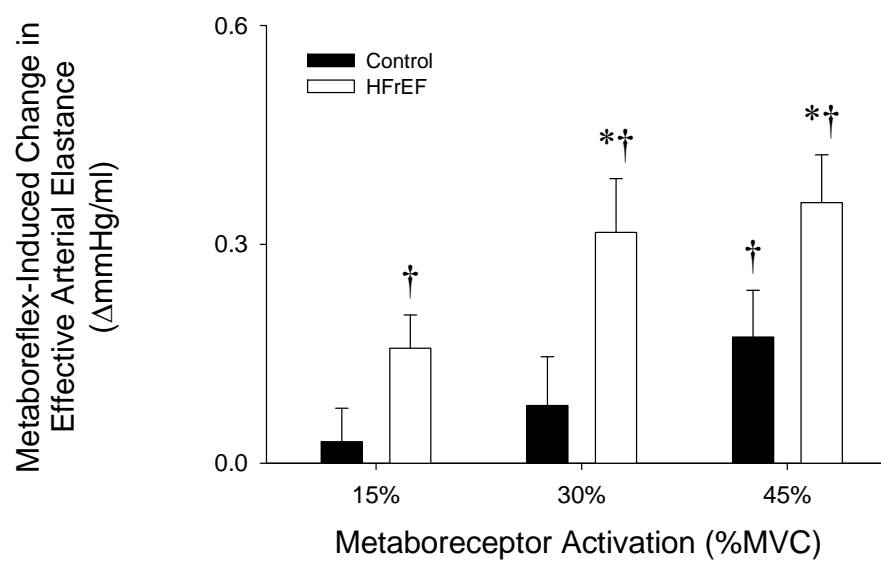 Metaboreflex-Induced Change in
Effective Arterial Elastance
(ΔmmHg/ml)
0.6
0.3
0.0
Control
HFrEF
†
*†
†
*†
15%
30%
45%
Metaboreceptor Activation (%MVC)